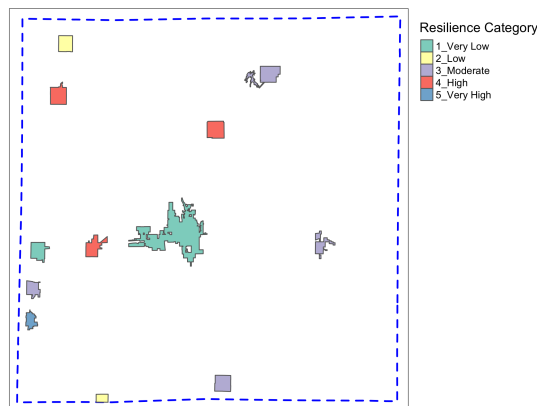 Resilience Category
1_Very Low
2_Low
3_Moderate
4_High
5_Very High